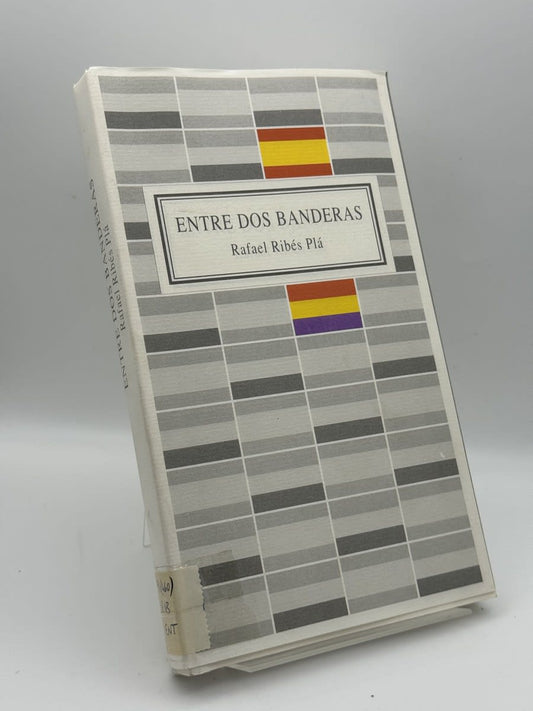 ENTRE DOS BANDERAS
Rafael Ribés Plá
ENTRE DOS BANDERAS
Rafael Ribés Plá